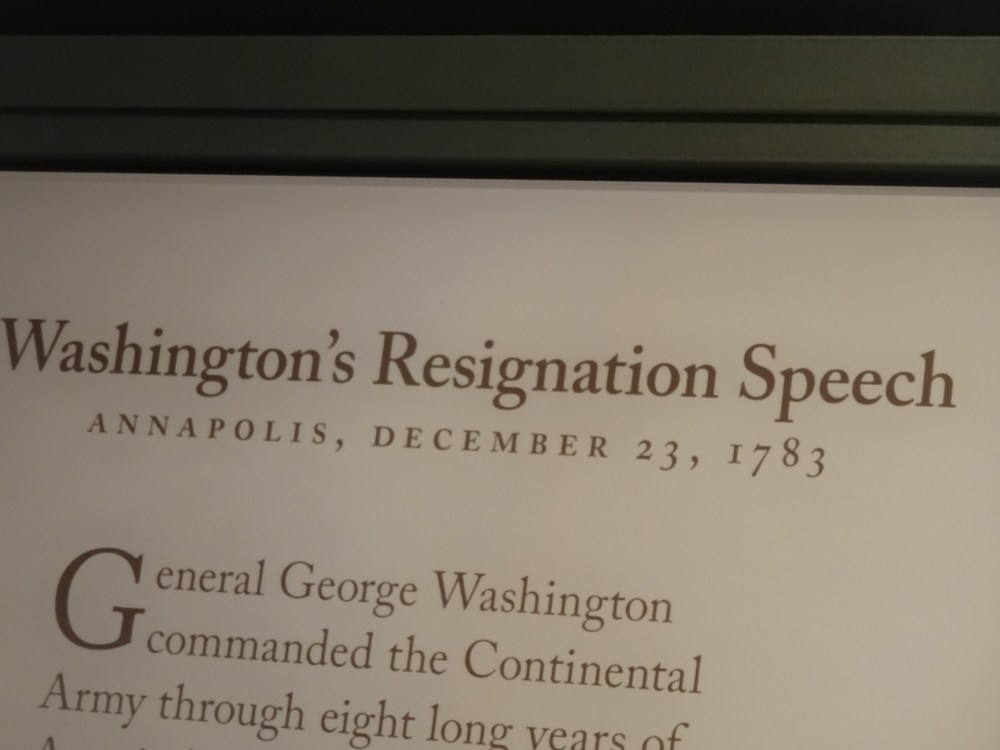 Washington's Resignation Speech
ANNAPOLIS, DECEMBER 23, 1783
General George Washington
commanded the Continental
Army through eight long years of